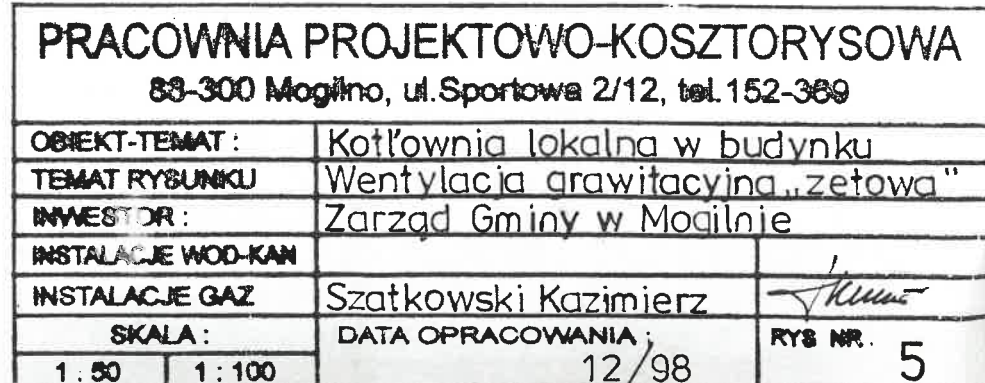 PRACOWNIA PROJEKTOWO-KOSZTORYSOWA
88-300 Mogilno, ul.Sportowa 2/12, tel.152-369
OBIEKT-TEMAT : Kotłownia lokalna w budynku
TEMAT RYSUNKU Wentylacja grawitacyjna „zetowa"
INWESTOR : Zarząd Gminy w Mogilnie
INSTALACJE WOD-KAN
INSTALACJE GAZ Szatkowski Kazimierz
SKALA : DATA OPRACOWANIA : RYS NR.
1 : 50 1 : 100 12/98 5